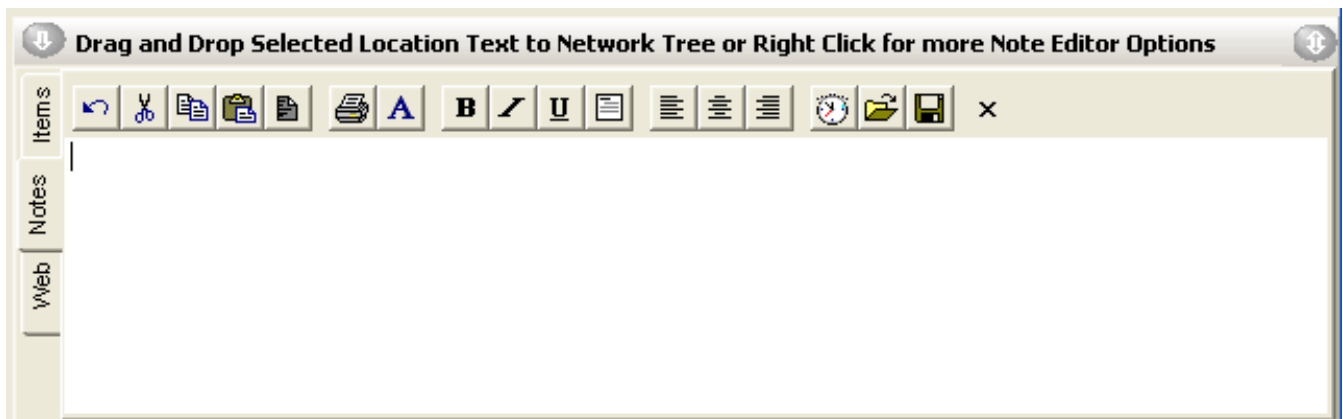 Drag and Drop Selected Location Text to Network Tree or Right Click for more Note Editor Options
Items
A B I U
Notes
Web